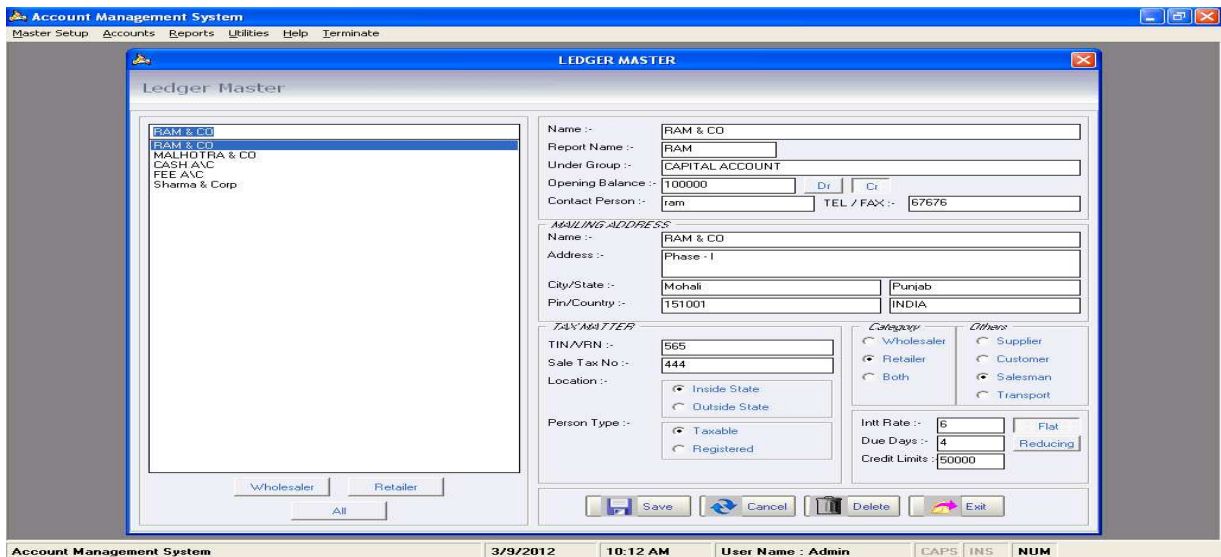 Account Management System
Master Setup Accounts Reports Utilities Help Terminate
LEDGER MASTER
Ledger Master
RAM & CO
RAM & CO
MALHOTRA & CO
CASH A\C
FEE A\C
Sharma & Corp
Wholesaler Retailer
All
Name :- RAM & CO
Report Name :- RAM
Under Group :- CAPITAL ACCOUNT
Opening Balance :- 100000 Dr Cr
Contact Person :- ram TEL / FAX :- 67676
MAILING ADDRESS
Name :- RAM & CO
Address :- Phase - I
City/State :- Mohali Punjab
Pin/Country :- 151001 INDIA
TAX MATTER
TIN/VRN :- 565
Sale Tax No :- 444
Location :- Inside State
Outside State
Person Type :- Taxable
Registered
Category
Wholesaler
Retailer
Both
Others
Supplier
Customer
Salesman
Transport
Intt Rate :- 6 Flat
Due Days :- 4 Reducing
Credit Limits :- 50000
Save Cancel Delete Exit
Account Management System 3/9/2012 10:12 AM User Name : Admin CAPS INS NUM